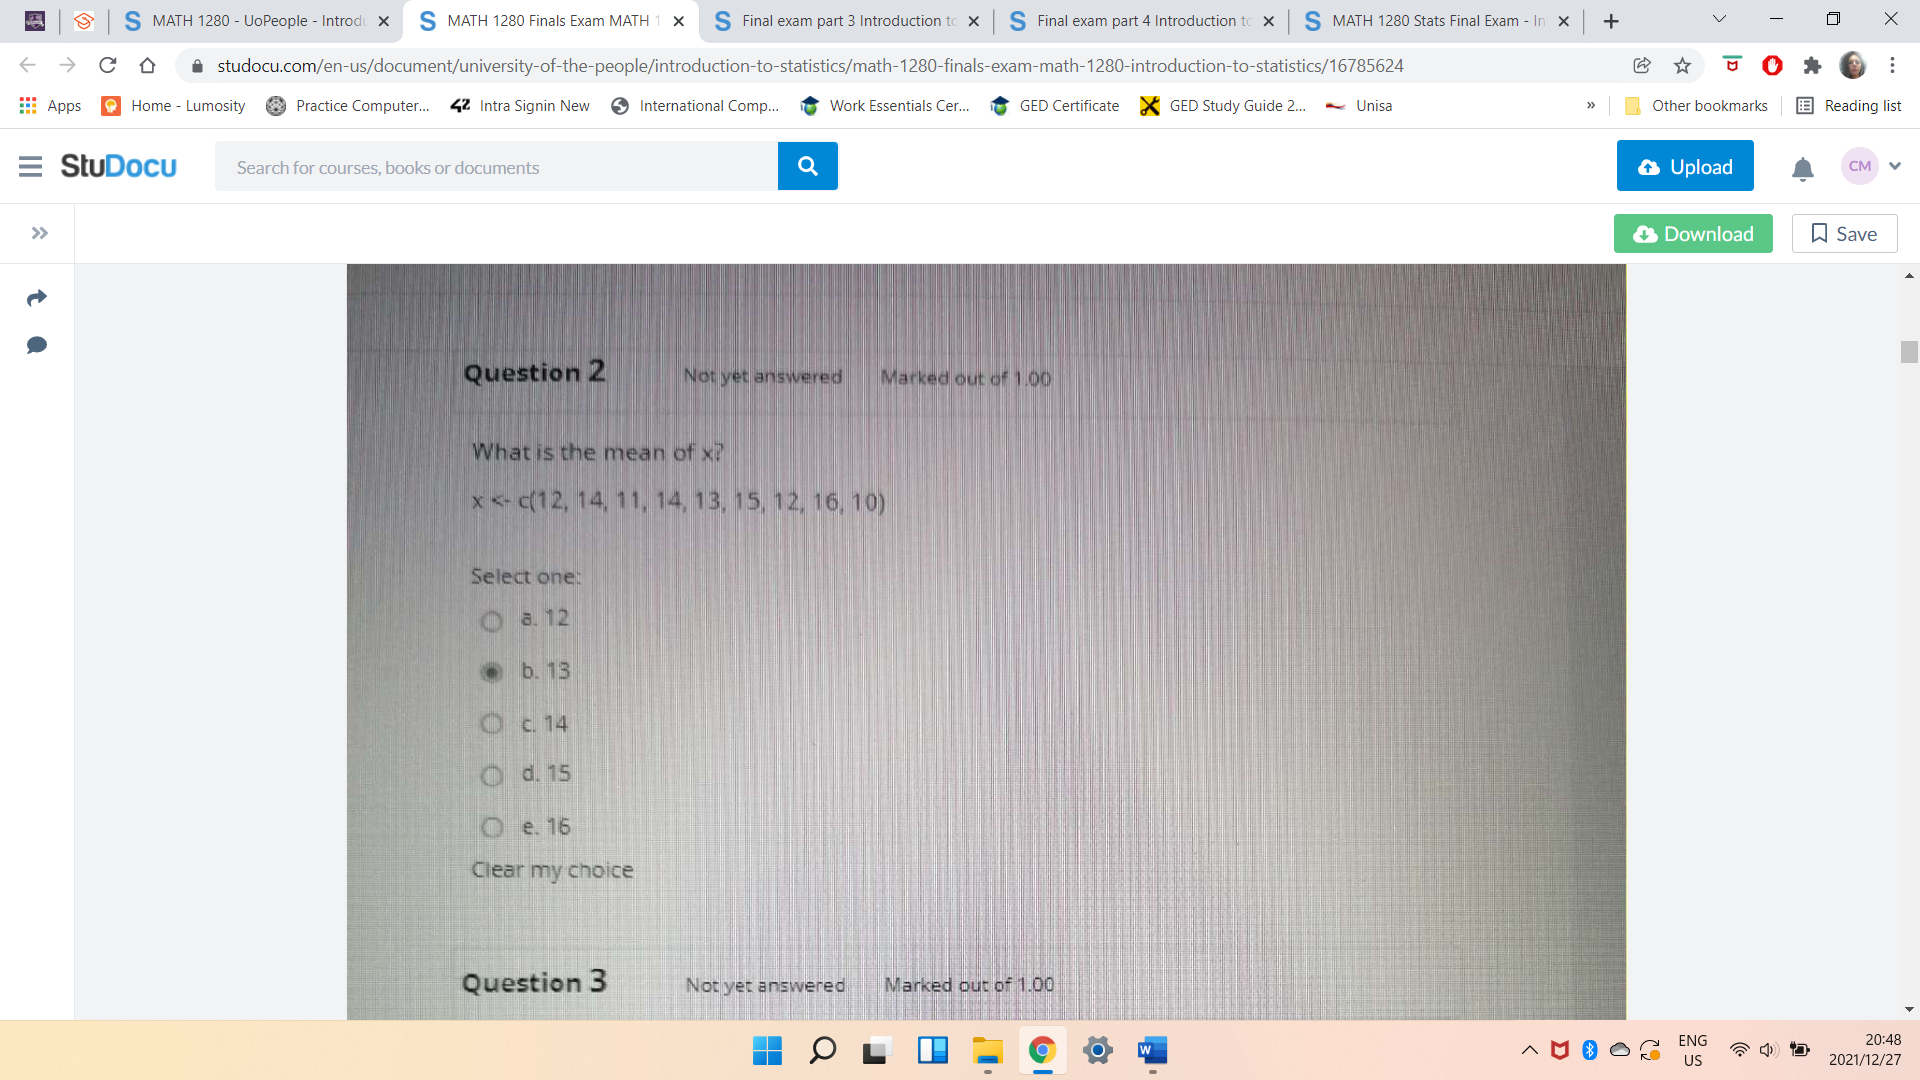 MATH 1280 - UoPeople - Introdu
MATH 1280 Finals Exam MATH 1
Final exam part 3 Introduction to
Final exam part 4 Introduction to
MATH 1280 Stats Final Exam - In
studocu.com/en-us/document/university-of-the-people/introduction-to-statistics/math-1280-finals-exam-math-1280-introduction-to-statistics/16785624
Apps
Home - Lumosity
Practice Computer...
Intra Signin New
International Comp...
Work Essentials Cer...
GED Certificate
GED Study Guide 2...
Unisa
»
Other bookmarks
Reading list
StuDocu
Search for courses, books or documents
Upload
CM
Download
Save
Question 2 Not yet answered Marked out of 1.00
What is the mean of x?
x <- c(12, 14, 11, 14, 13, 15, 12, 16, 10)
Select one:
a. 12
b. 13
c. 14
d. 15
e. 16
Clear my choice
Question 3 Not yet answered Marked out of 1.00
ENG
US
20:48
2021/12/27